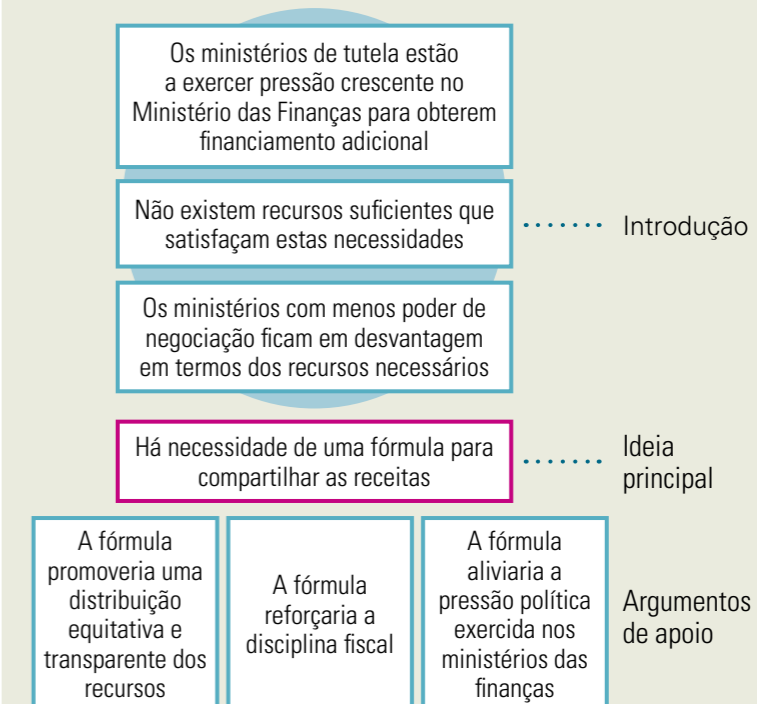 Os ministérios de tutela estão
a exercer pressão crescente no
Ministério das Finanças para obterem
financiamento adicional
Não existem recursos suficientes que
satisfaçam estas necessidades
Introdução
Os ministérios com menos poder de
negociação ficam em desvantagem
em termos dos recursos necessários
Há necessidade de uma fórmula para
compartilhar as receitas
Ideia
principal
A fórmula
promoveria uma
distribuição
equitativa e
transparente dos
recursos
A fórmula
reforçaria a
disciplina fiscal
A fórmula
aliviaria a
pressão política
exercida nos
ministérios das
finanças
Argumentos
de apoio